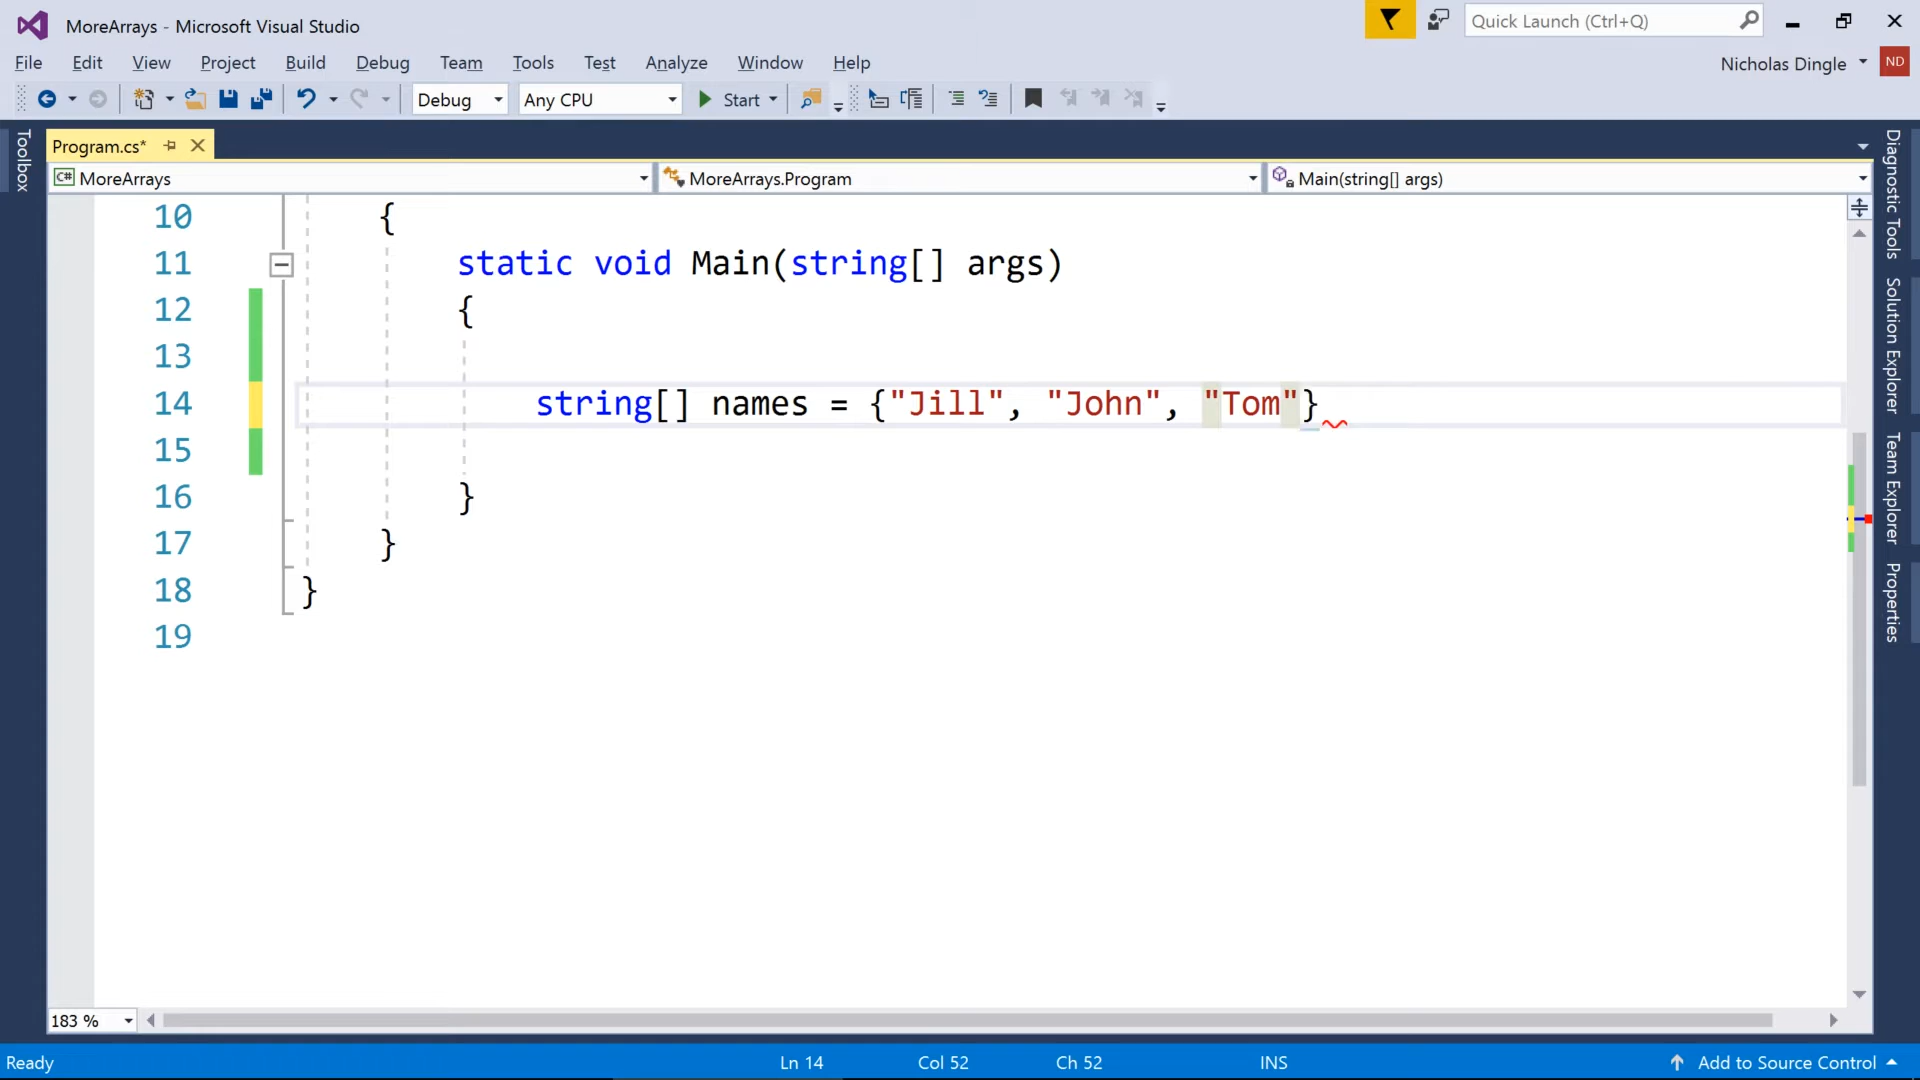 MoreArrays - Microsoft Visual Studio
Quick Launch (Ctrl+Q)
File Edit View Project Build Debug Team Tools Test Analyze Window Help
Nicholas Dingle ND
Debug Any CPU Start
Toolbox
Program.cs*
C# MoreArrays MoreArrays.Program Main(string[] args)
10 {
11 static void Main(string[] args)
12 {
13
14 string[] names = {"Jill", "John", "Tom"}
15
16 }
17 }
18 }
19
Diagnostic Tools
Solution Explorer
Team Explorer
Properties
183 %
Ready Ln 14 Col 52 Ch 52 INS Add to Source Control